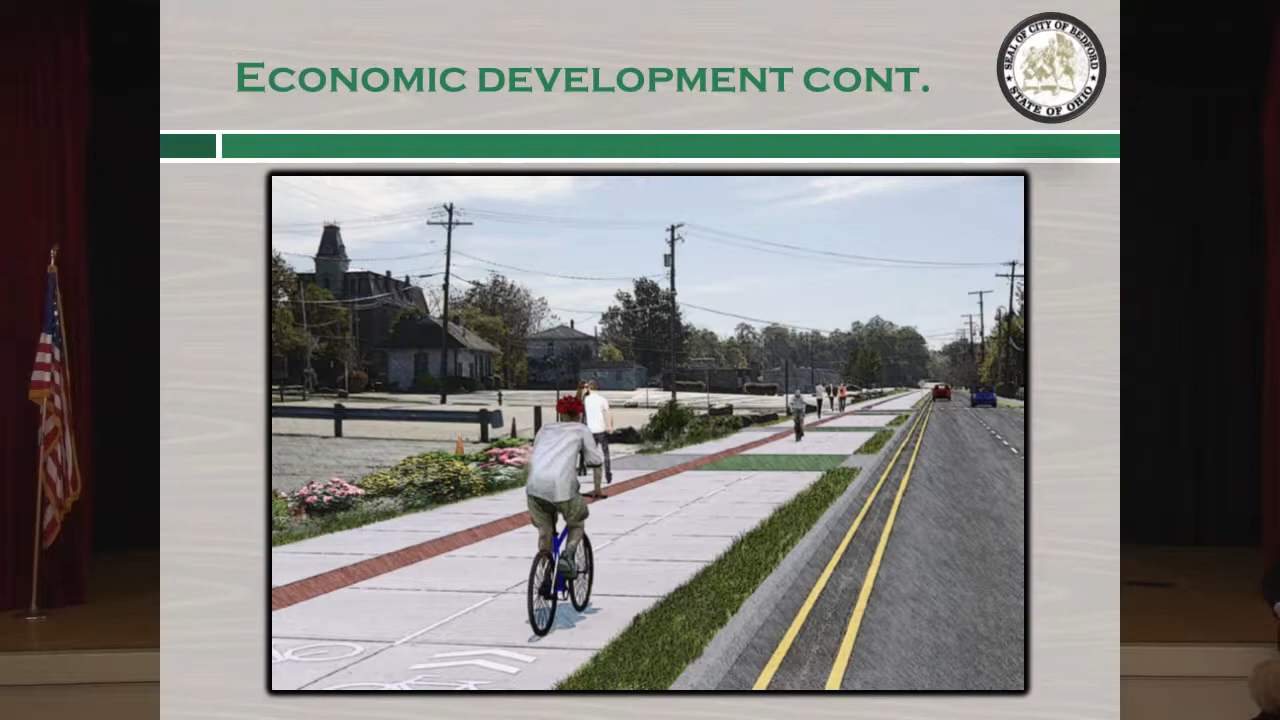 ECONOMIC DEVELOPMENT CONT.
SEAL OF CITY OF BEDFORD
STATE OF OHIO